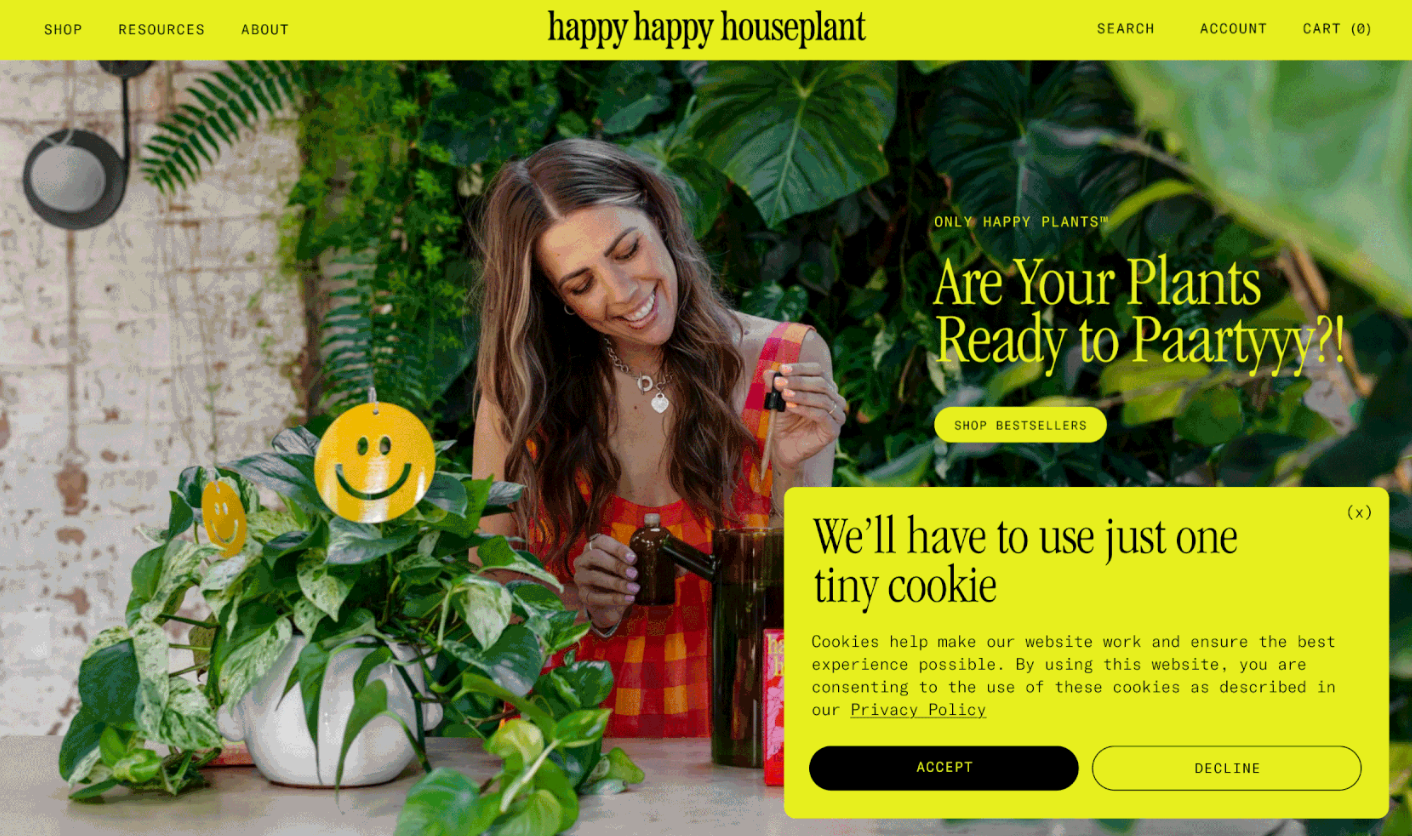 SHOP RESOURCES ABOUT
happy happy houseplant
SEARCH ACCOUNT CART (0)
ONLY HAPPY PLANTS™
Are Your Plants
Ready to Paartyyy?!
SHOP BESTSELLERS
(x)
We’ll have to use just one
tiny cookie
Cookies help make our website work and ensure the best
experience possible. By using this website, you are
consenting to the use of these cookies as described in
our Privacy Policy
ACCEPT DECLINE